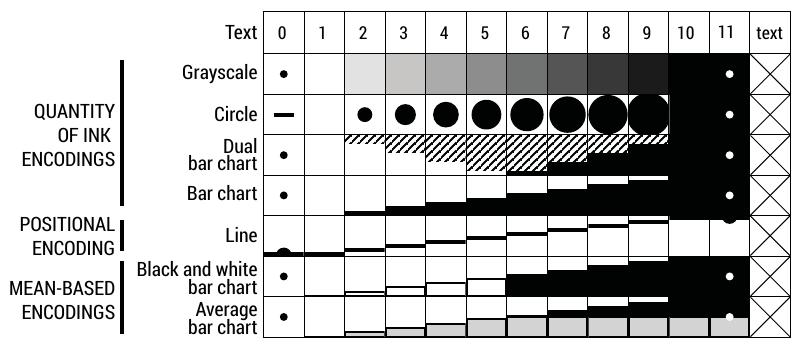 Text 0 1 2 3 4 5 6 7 8 9 10 11 text
QUANTITY
OF INK
ENCODINGS
Grayscale
Circle
Dual
bar chart
Bar chart
POSITIONAL
ENCODING
Line
MEAN-BASED
ENCODINGS
Black and white
bar chart
Average
bar chart